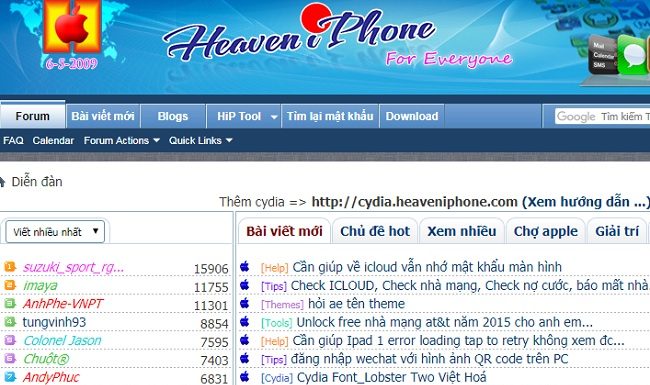 6-5-2009
Heaven iPhone
For Everyone
Mail
Calendar
SMS
Forum Bài viết mới Blogs HiP Tool Tìm lại mật khẩu Download
Google Tìm kiếm T
FAQ Calendar Forum Actions Quick Links
Diễn đàn
Thêm cydia => http://cydia.heaveniphone.com (Xem hướng dẫn ...)
Viết nhiều nhất
Bài viết mới Chủ đề hot Xem nhiều Chợ apple Giải trí
1 suzuki_sport_rg... 15906
[Help] Cần giúp về icloud vẫn nhớ mật khẩu màn hình
2 imaya 11755
[Tips] Check ICLOUD, Check nhà mạng, Check nợ cước, báo mất nhà
3 AnhPhe-VNPT 11301
[Themes] hỏi ae tên theme
4 tungvinh93 8854
[Tools] Unlock free nhà mạng at&t năm 2015 cho anh em...
5 Colonel Jason 7595
[Help] Cần giúp Ipad 1 error loading tap to retry không xem đc...
6 Chuột® 7403
[Tips] đăng nhập wechat với hình ảnh QR code trên PC
7 AndyPhuc 6831
[Cydia] Cydia Font_Lobster Two Việt Hoá